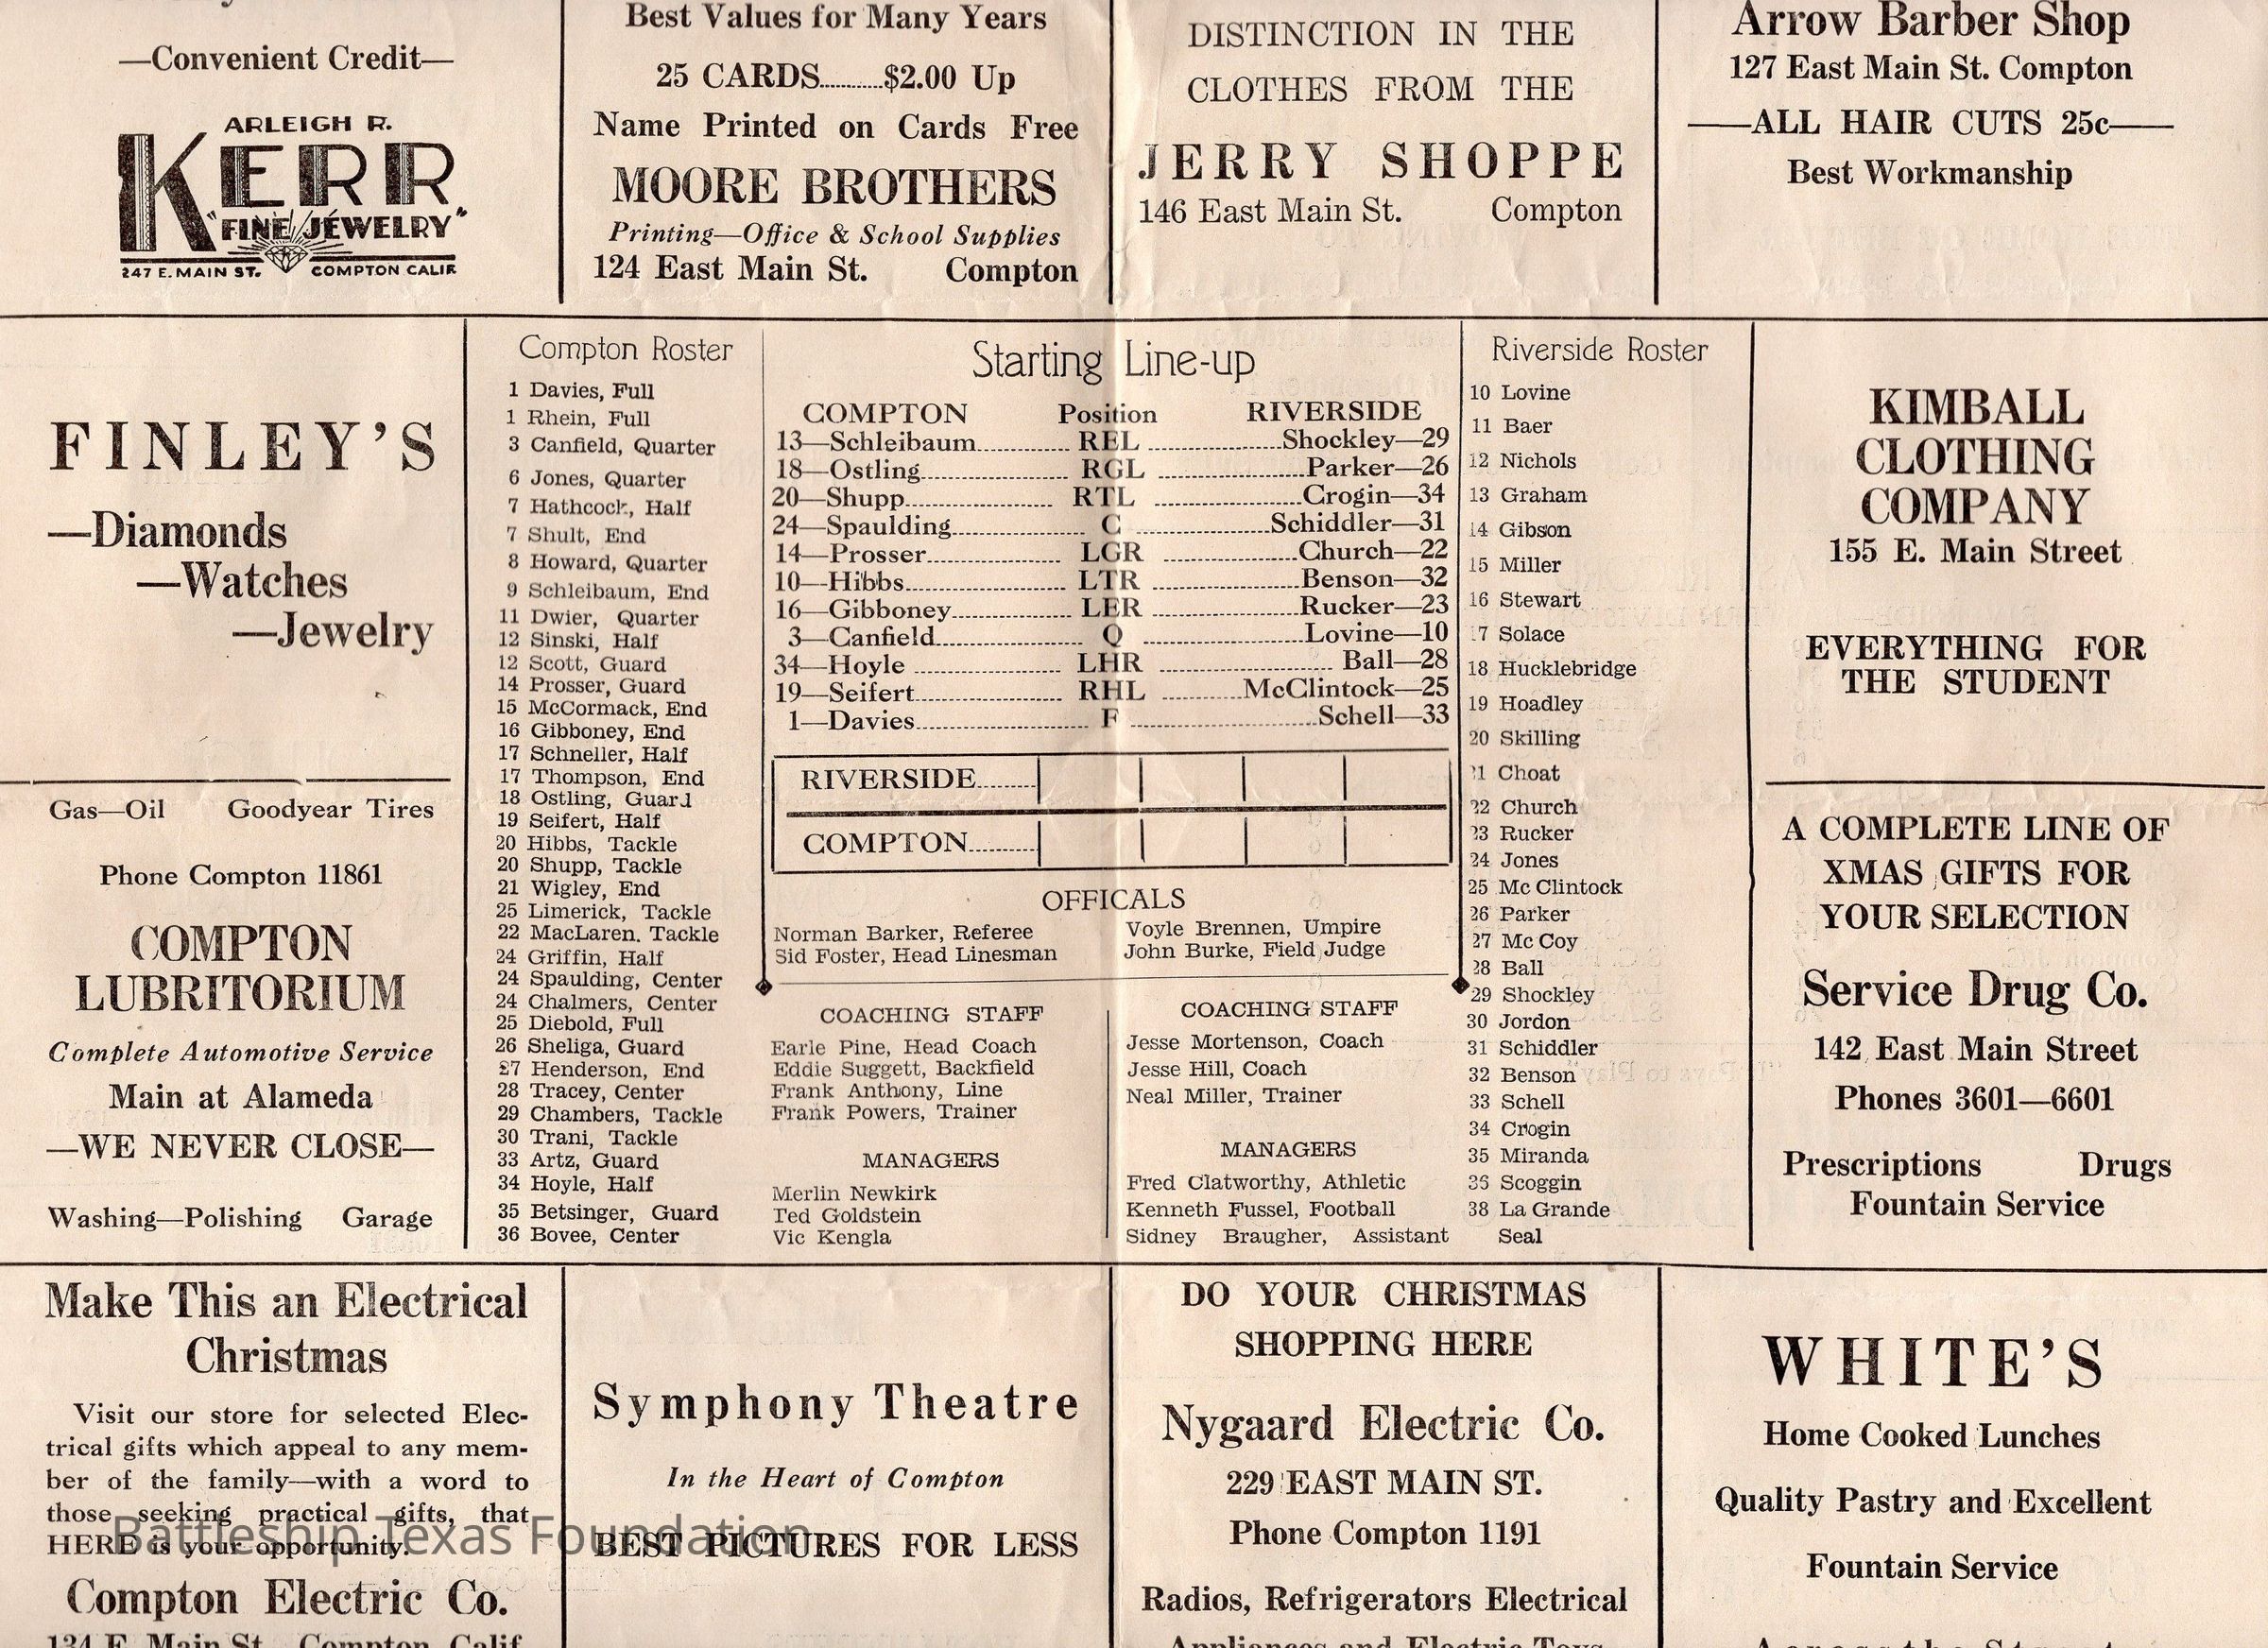 —Convenient Credit—
ARLEIGH R.
KERR
"FINE JEWELRY"
247 E. MAIN ST. COMPTON CALIF
Best Values for Many Years
25 CARDS..........$2.00 Up
Name Printed on Cards Free
MOORE BROTHERS
Printing—Office & School Supplies
124 East Main St. Compton
DISTINCTION IN THE
CLOTHES FROM THE
JERRY SHOPPE
146 East Main St. Compton
Arrow Barber Shop
127 East Main St. Compton
——ALL HAIR CUTS 25c——
Best Workmanship
FINLEY'S
—Diamonds
—Watches
—Jewelry
Gas—Oil Goodyear Tires
Phone Compton 11861
COMPTON
LUBRITORIUM
Complete Automotive Service
Main at Alameda
—WE NEVER CLOSE—
Washing—Polishing Garage
Compton Roster
1 Davies, Full
1 Rhein, Full
3 Canfield, Quarter
6 Jones, Quarter
7 Hathcock, Half
7 Shult, End
8 Howard, Quarter
9 Schleibaum, End
11 Dwier, Quarter
12 Sinski, Half
12 Scott, Guard
14 Prosser, Guard
15 McCormack, End
16 Gibboney, End
17 Schneller, Half
17 Thompson, End
18 Ostling, Guard
19 Seifert, Half
20 Hibbs, Tackle
20 Shupp, Tackle
21 Wigley, End
25 Limerick, Tackle
22 MacLaren. Tackle
24 Griffin, Half
24 Spaulding, Center
24 Chalmers, Center
25 Diebold, Full
26 Sheliga, Guard
27 Henderson, End
28 Tracey, Center
29 Chambers, Tackle
30 Trani, Tackle
33 Artz, Guard
34 Hoyle, Half
35 Betsinger, Guard
36 Bovee, Center
Starting Line-up
COMPTON Position RIVERSIDE
13—Schleibaum.............. REL ....................Shockley—29
18—Ostling...................... RGL ......................Parker—26
20—Shupp...................... RTL ......................Crogin—34
24—Spaulding.................... C ....................Schiddler—31
14—Prosser.................... LGR ....................Church—22
10—Hibbs........................ LTR ......................Benson—32
16—Gibboney.................. LER ......................Rucker—23
3—Canfield...................... Q ........................Lovine—10
34—Hoyle ...................... LHR .......................... Ball—28
19—Seifert...................... RHL ............McClintock—25
1—Davies........................ F ............................Schell—33
RIVERSIDE..........
COMPTON...........
OFFICALS
Norman Barker, Referee Voyle Brennen, Umpire
Sid Foster, Head Linesman John Burke, Field Judge
COACHING STAFF
Earle Pine, Head Coach
Eddie Suggett, Backfield
Frank Anthony, Line
Frank Powers, Trainer
MANAGERS
Merlin Newkirk
Ted Goldstein
Vic Kengla
COACHING STAFF
Jesse Mortenson, Coach
Jesse Hill, Coach
Neal Miller, Trainer
MANAGERS
Fred Clatworthy, Athletic
Kenneth Fussel, Football
Sidney Braugher, Assistant
Riverside Roster
10 Lovine
11 Baer
12 Nichols
13 Graham
14 Gibson
15 Miller
16 Stewart
17 Solace
18 Hucklebridge
19 Hoadley
20 Skilling
21 Choat
22 Church
23 Rucker
24 Jones
25 Mc Clintock
26 Parker
27 Mc Coy
28 Ball
29 Shockley
30 Jordon
31 Schiddler
32 Benson
33 Schell
34 Crogin
35 Miranda
36 Scoggin
38 La Grande
Seal
KIMBALL
CLOTHING
COMPANY
155 E. Main Street
EVERYTHING FOR
THE STUDENT
A COMPLETE LINE OF
XMAS GIFTS FOR
YOUR SELECTION
Service Drug Co.
142 East Main Street
Phones 3601—6601
Prescriptions Drugs
Fountain Service
Make This an Electrical
Christmas
Visit our store for selected Elec-
trical gifts which appeal to any mem-
ber of the family—with a word to
those seeking practical gifts, that
HERE is your opportunity.
Compton Electric Co.
134 E. Main St. Compton, Calif.
Symphony Theatre
In the Heart of Compton
BEST PICTURES FOR LESS
Battleship Texas Foundation
DO YOUR CHRISTMAS
SHOPPING HERE
Nygaard Electric Co.
229 EAST MAIN ST.
Phone Compton 1191
Radios, Refrigerators Electrical
Appliances and Electric Toys
WHITE'S
Home Cooked Lunches
Quality Pastry and Excellent
Fountain Service
Across the Street